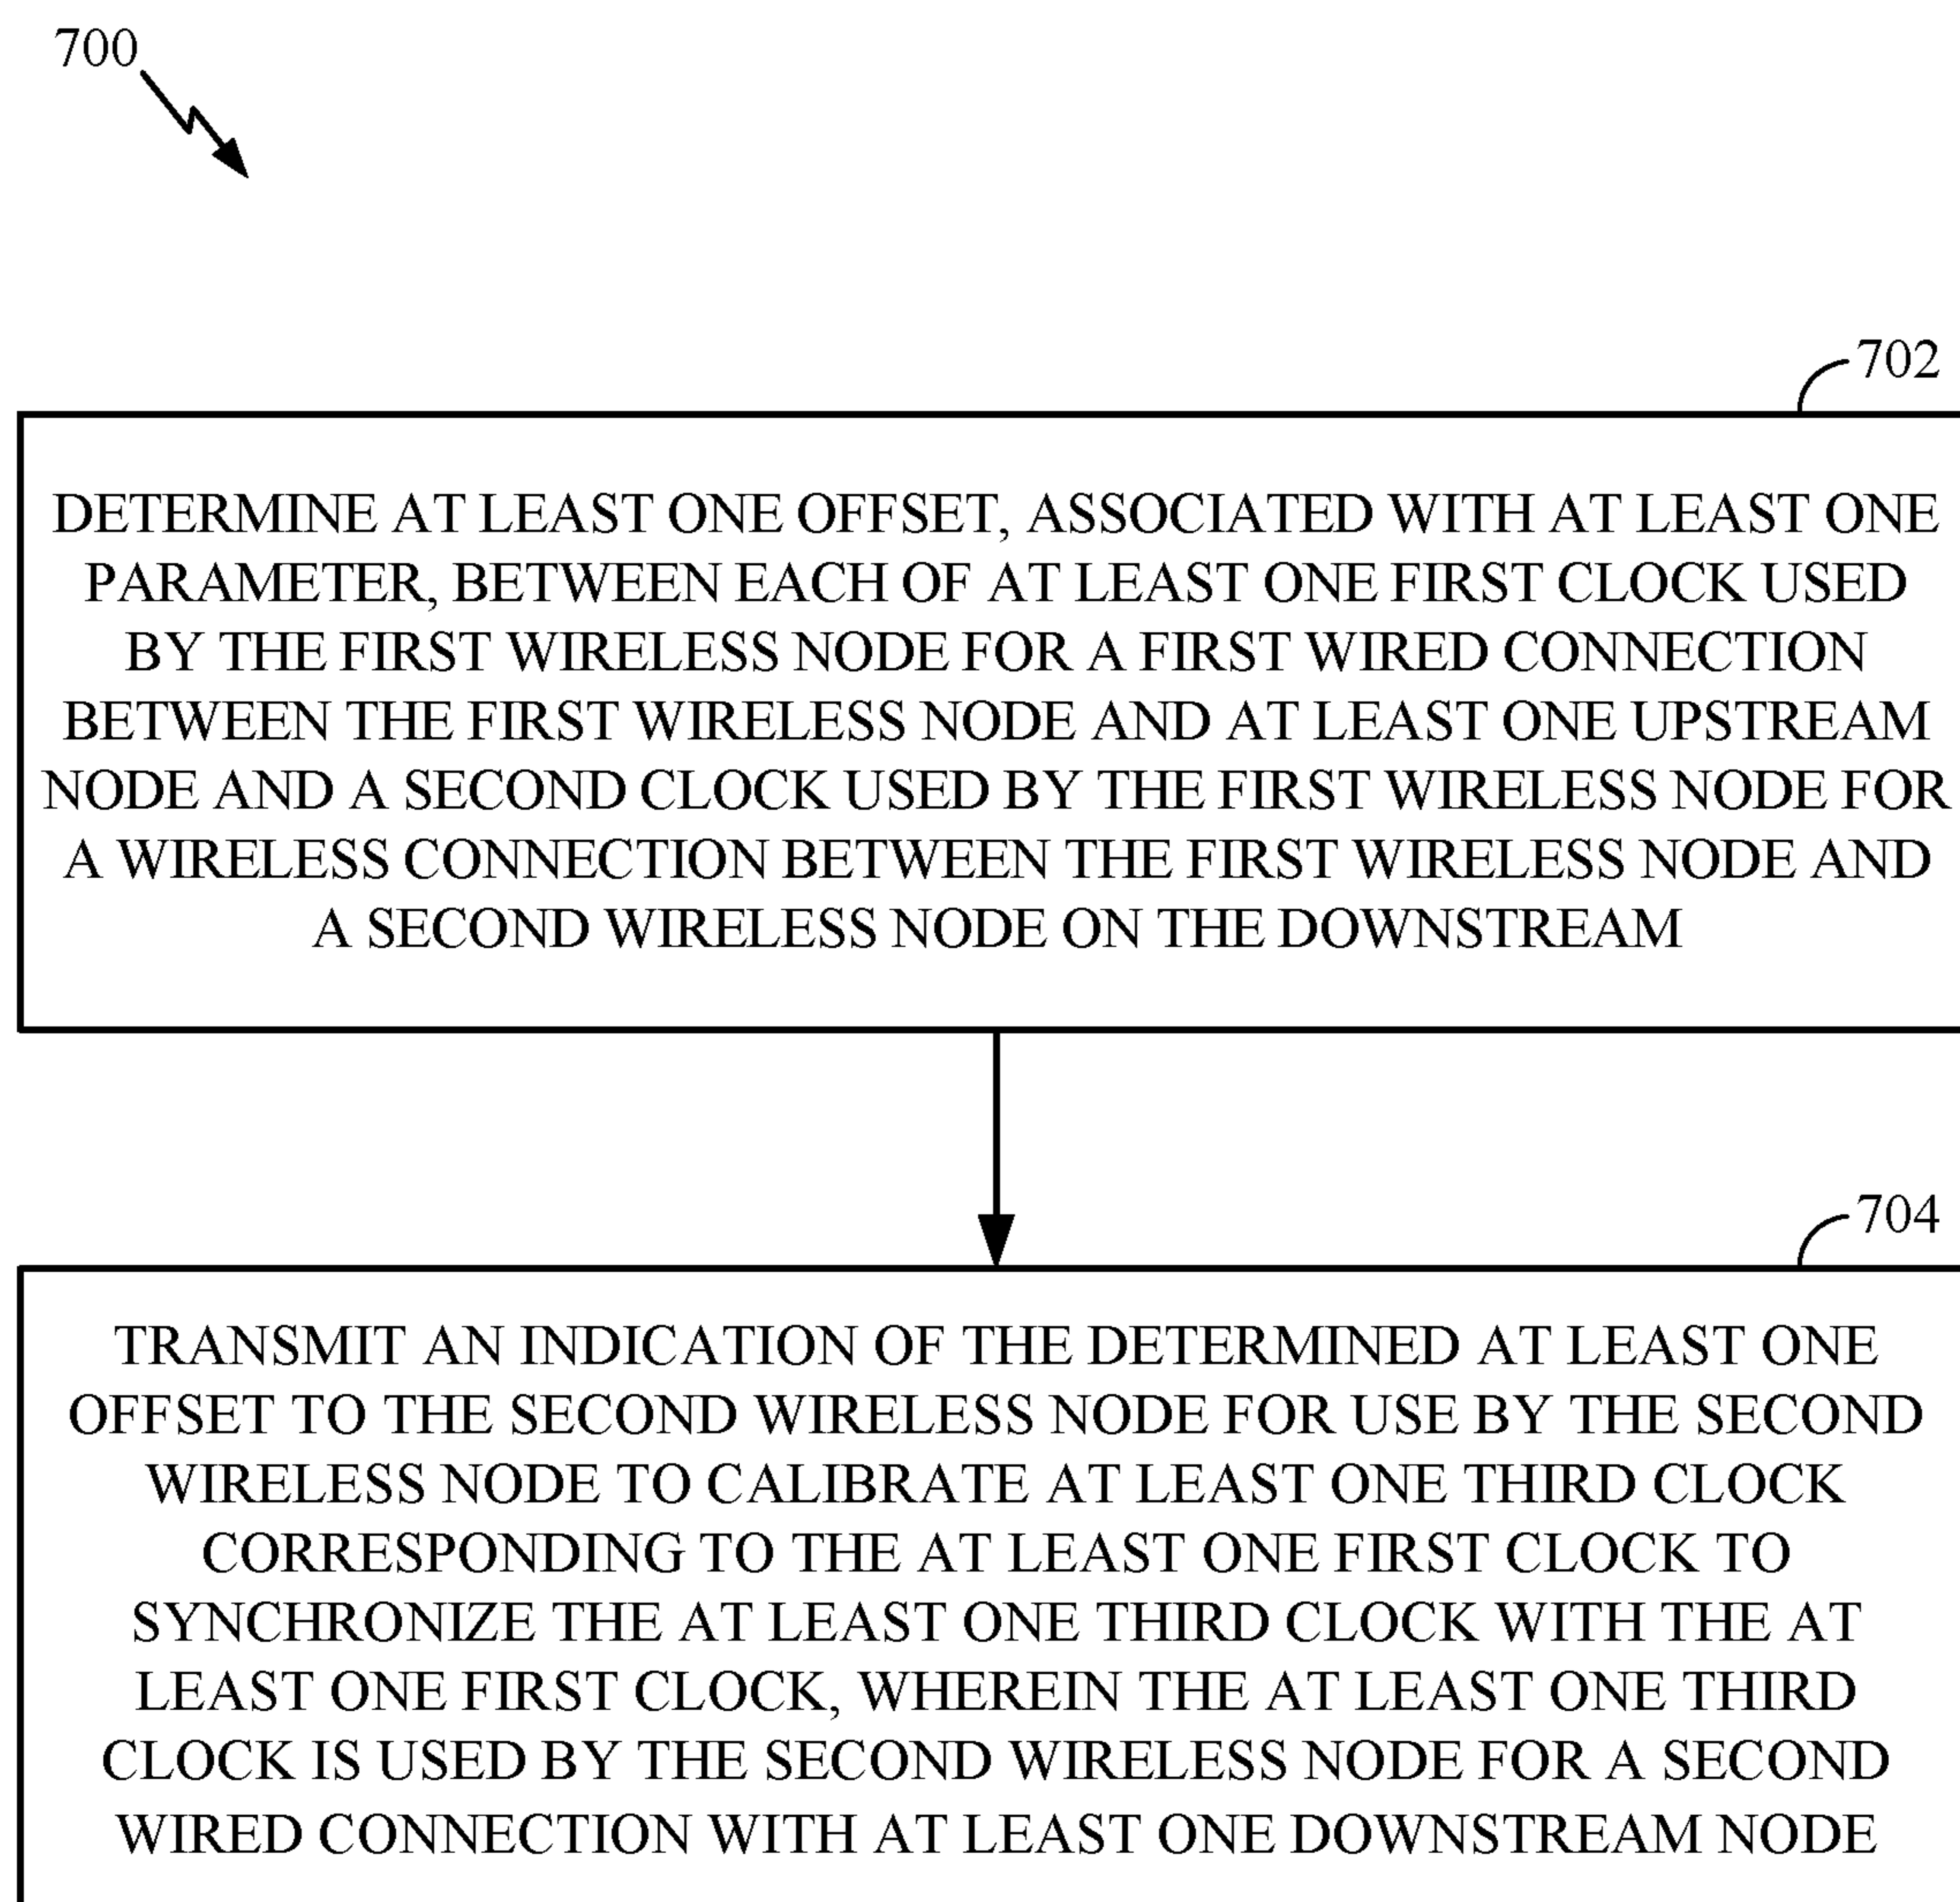 700
702
DETERMINE AT LEAST ONE OFFSET, ASSOCIATED WITH AT LEAST ONE
PARAMETER, BETWEEN EACH OF AT LEAST ONE FIRST CLOCK USED
BY THE FIRST WIRELESS NODE FOR A FIRST WIRED CONNECTION
BETWEEN THE FIRST WIRELESS NODE AND AT LEAST ONE UPSTREAM
NODE AND A SECOND CLOCK USED BY THE FIRST WIRELESS NODE FOR
A WIRELESS CONNECTION BETWEEN THE FIRST WIRELESS NODE AND
A SECOND WIRELESS NODE ON THE DOWNSTREAM
704
TRANSMIT AN INDICATION OF THE DETERMINED AT LEAST ONE
OFFSET TO THE SECOND WIRELESS NODE FOR USE BY THE SECOND
WIRELESS NODE TO CALIBRATE AT LEAST ONE THIRD CLOCK
CORRESPONDING TO THE AT LEAST ONE FIRST CLOCK TO
SYNCHRONIZE THE AT LEAST ONE THIRD CLOCK WITH THE AT
LEAST ONE FIRST CLOCK, WHEREIN THE AT LEAST ONE THIRD
CLOCK IS USED BY THE SECOND WIRELESS NODE FOR A SECOND
WIRED CONNECTION WITH AT LEAST ONE DOWNSTREAM NODE